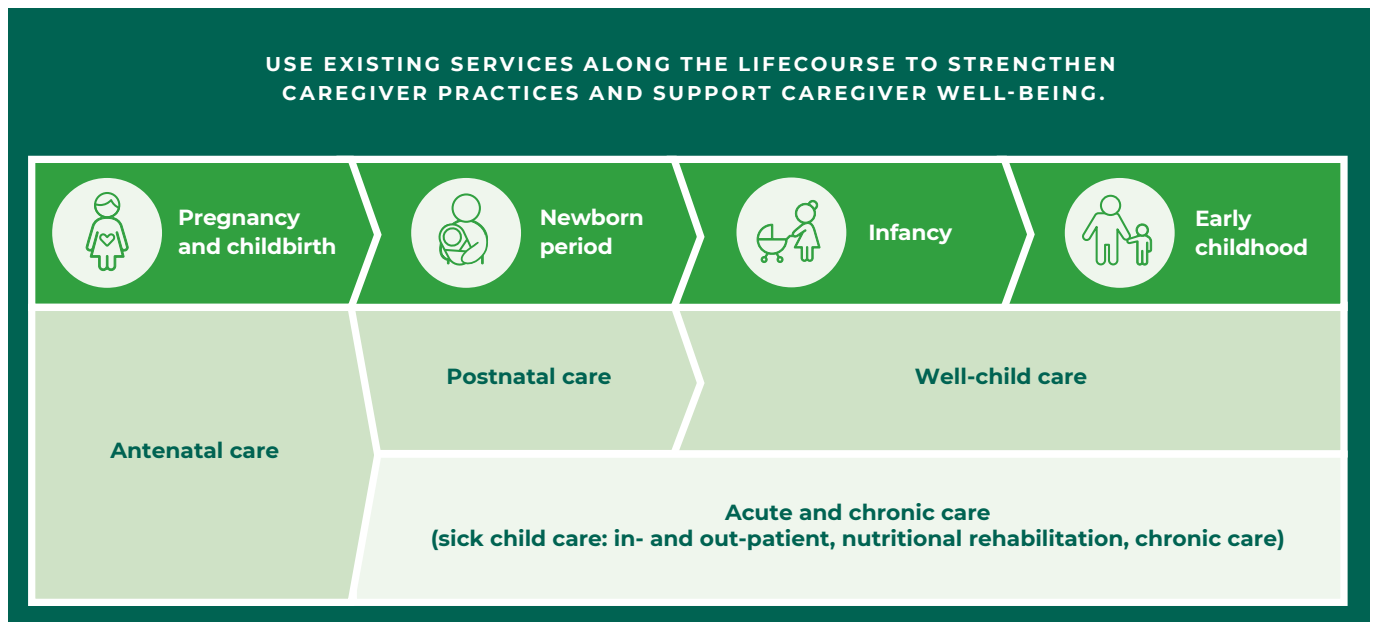 USE EXISTING SERVICES ALONG THE LIFECOURSE TO STRENGTHEN
CAREGIVER PRACTICES AND SUPPORT CAREGIVER WELL-BEING.
Pregnancy
and childbirth
Newborn
period
Infancy
Early
childhood
Antenatal care
Postnatal care
Well-child care
Acute and chronic care
(sick child care: in- and out-patient, nutritional rehabilitation, chronic care)